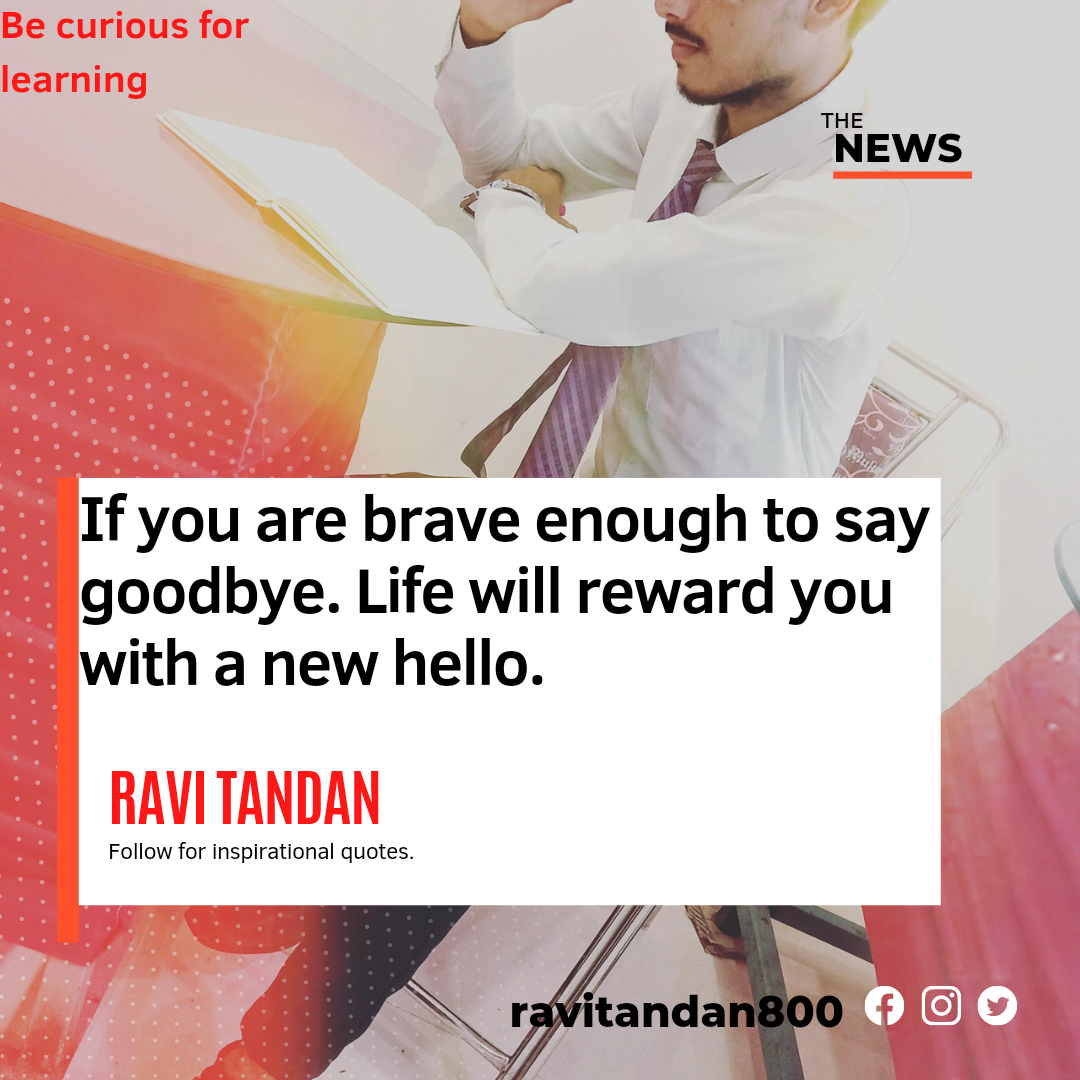 Be curious for
learning
THE
NEWS
If you are brave enough to say
goodbye. Life will reward you
with a new hello.
RAVI TANDAN
Follow for inspirational quotes.
ravitandan800